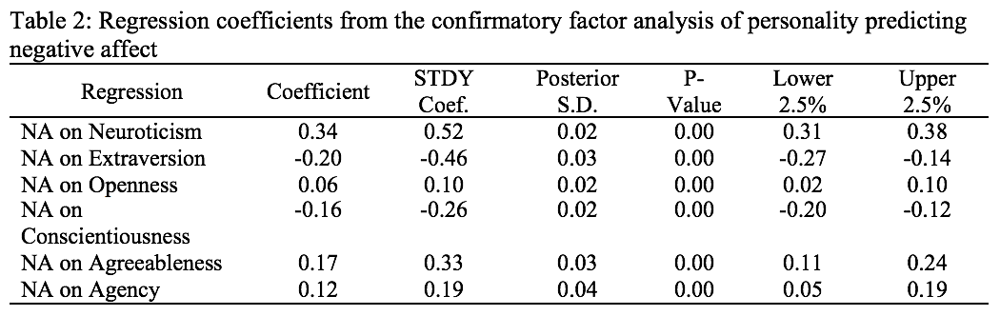 Table 2: Regression coefficients from the confirmatory factor analysis of personality predicting
negative affect
Regression Coefficient STDY Coef. Posterior S.D. P-Value Lower 2.5% Upper 2.5%
NA on Neuroticism 0.34 0.52 0.02 0.00 0.31 0.38
NA on Extraversion -0.20 -0.46 0.03 0.00 -0.27 -0.14
NA on Openness 0.06 0.10 0.02 0.00 0.02 0.10
NA on -0.16 -0.26 0.02 0.00 -0.20 -0.12
Conscientiousness
NA on Agreeableness 0.17 0.33 0.03 0.00 0.11 0.24
NA on Agency 0.12 0.19 0.04 0.00 0.05 0.19